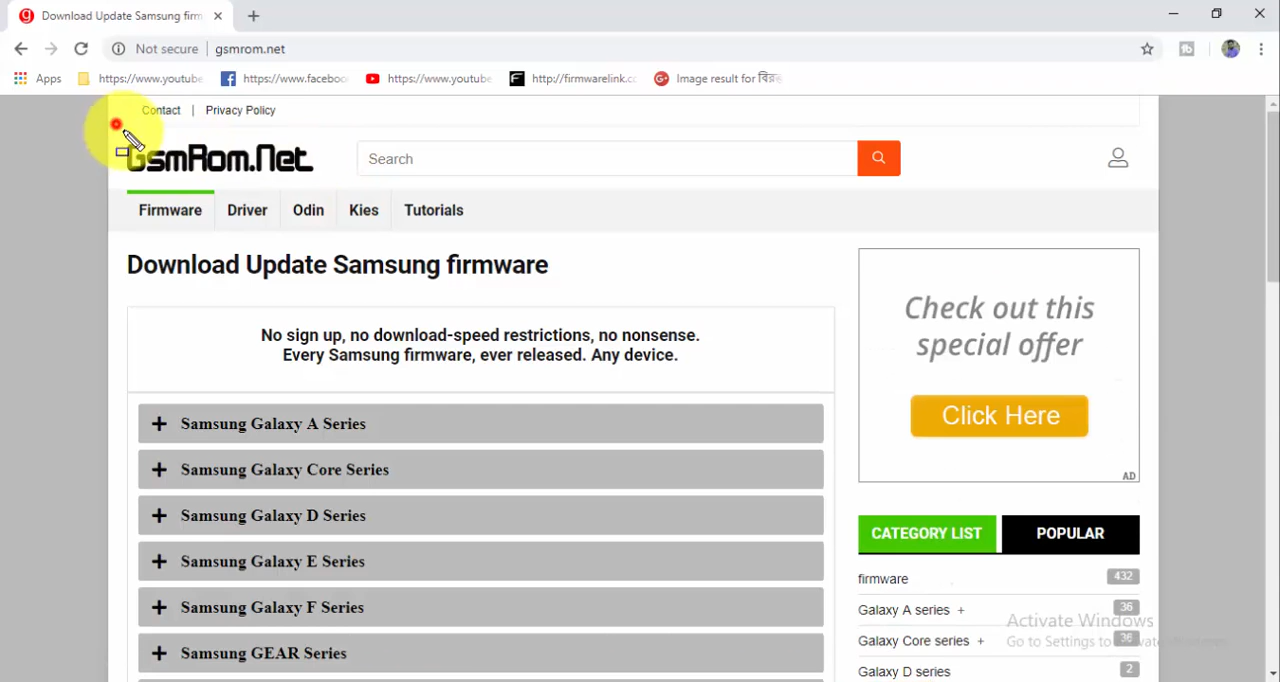 Download Update Samsung firm
Not secure | gsmrom.net
Apps
https://www.youtube
https://www.faceboo
https://www.youtube
http://firmwarelink.c
Image result for বির
Contact | Privacy Policy
GsmRom.Net
Search
Firmware Driver Odin Kies Tutorials
Download Update Samsung firmware
No sign up, no download-speed restrictions, no nonsense.
Every Samsung firmware, ever released. Any device.
+ Samsung Galaxy A Series
+ Samsung Galaxy Core Series
+ Samsung Galaxy D Series
+ Samsung Galaxy E Series
+ Samsung Galaxy F Series
+ Samsung GEAR Series
Check out this
special offer
Click Here
AD
CATEGORY LIST POPULAR
firmware 432
Galaxy A series + 36
Galaxy Core series + 36
Galaxy D series 2
Activate Windows
Go to Settings to